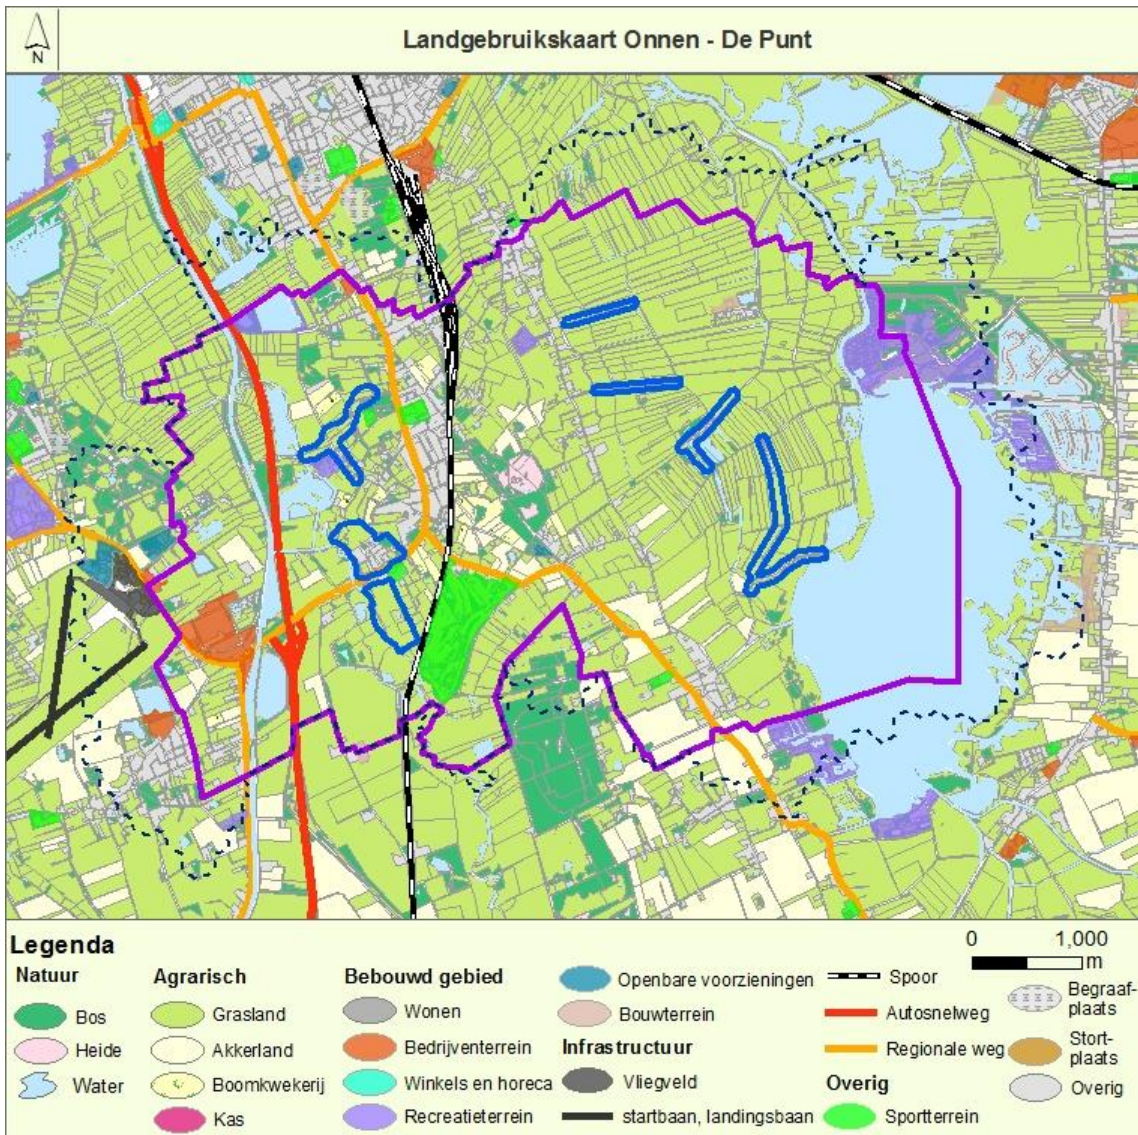 Landgebruikskaart Onnen - De Punt
N
Legenda
Natuur
Bos
Heide
Water
Agrarisch
Grasland
Akkerland
Boomkwekerij
Kas
Bebouwd gebied
Wonen
Bedrijventerrein
Winkels en horeca
Recreatieterrein
Openbare voorzieningen
Bouwterrein
Infrastructuur
Vliegveld
startbaan, landingsbaan
Spoor
Autosnelweg
Regionale weg
Overig
Sportterrein
0 1,000
m
Begraaf-
plaats
Stort-
plaats
Overig